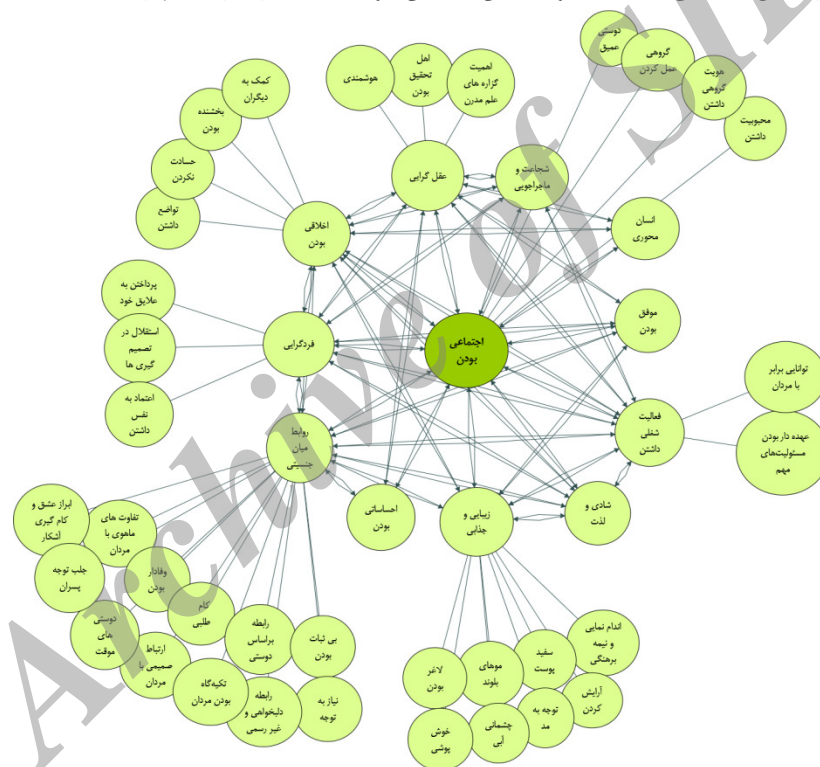 دوستی
عمیق
گروهی
عمل کردن
هویت
گروهی
داشتن
محبوبیت
داشتن
اهمیت
گزاره های
علم مدرن
اهل
تحقیق
بودن
هوشمندی
کمک به
دیگران
بخشنده
بودن
حسادت
نکردن
تواضع
داشتن
عقل گرایی
شجاعت و
ماجراجویی
انسان
محوری
اخلاقی
بودن
پرداختن به
علایق خود
استقلال در
تصمیم
گیری ها
اعتماد به
نفس
داشتن
فردگرایی
اجتماعی
بودن
موفق
بودن
فعالیت
شغلی
داشتن
توانایی برابر
با مردان
عهده دار بودن
مسئولیت‌های
مهم
روابط
میان
جنسیتی
احساساتی
بودن
زیبایی و
جذابی
شادی و
لذت
ابراز عشق و
کام گیری
آشکار
تفاوت های
ماهوی با
مردان
جلب توجه
پسران
وفادار
بودن
کام
طلبی
دوستی
های
موقت
ارتباط
صمیمی با
مردان
رابطه
براساس
دوستی
بی ثبات
بودن
تکیه‌گاه
بودن مردان
رابطه
دلبخواهی و
غیر رسمی
نیاز به
توجه
اندام نمایی
و نیمه
برهنگی
سفید
پوست
موهای
بلوند
لاغر
بودن
آرایش
کردن
توجه به
مد
چشمانی
آبی
خوش
پوشی
Archive of SID